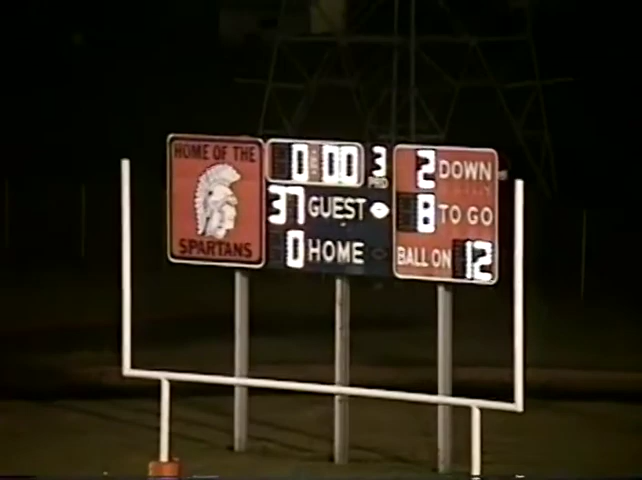 HOME OF THE
SPARTANS
0:00
3
PRD
37 GUEST
0 HOME
2 DOWN
8 TO GO
BALL ON 12